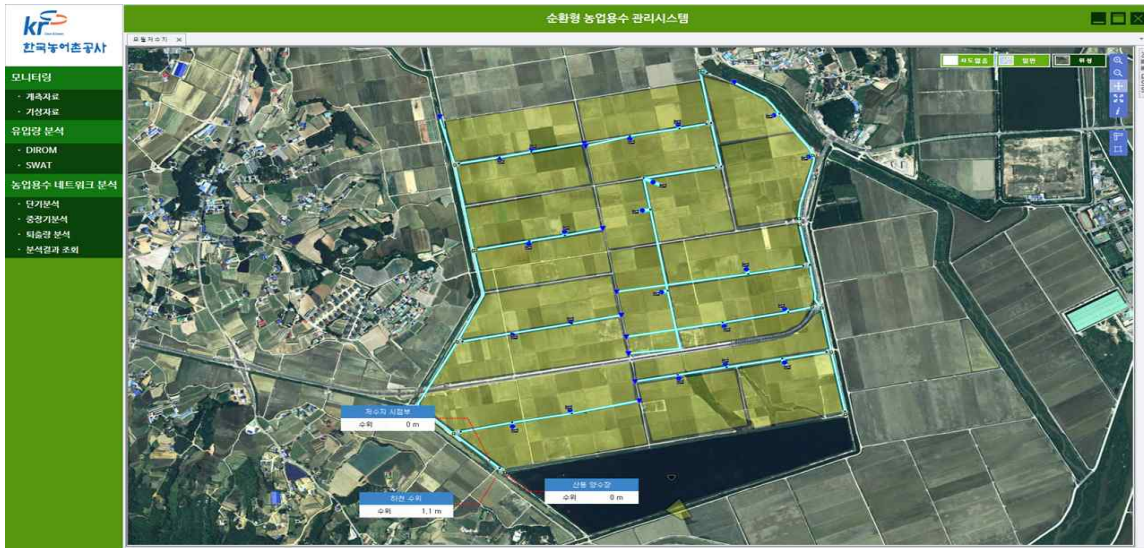 순환형 농업용수 관리시스템
kr
한국농어촌공사
모니터링
· 계측자료
· 기상자료
유입량 분석
· DIROM
· SWAT
농업용수 네트워크 분석
· 단기분석
· 중장기분석
· 퇴출량 분석
· 분석결과 조회
지도없음
일반
위성
저수지 시점부
수위 0 m
하천 수위
수위 1.1 m
양수장
수위 0 m